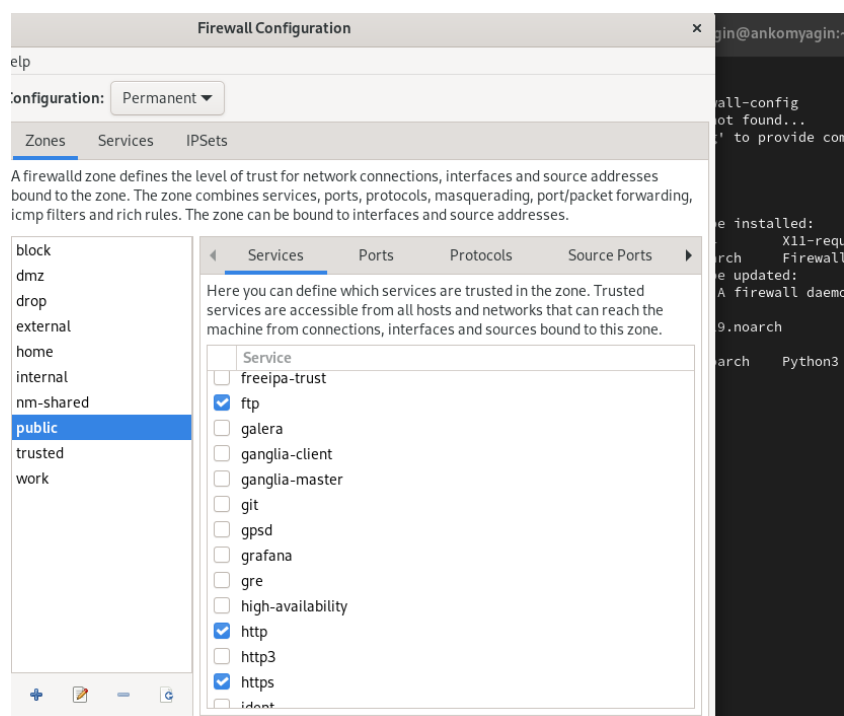 Firewall Configuration
elp
onfiguration: Permanent
Zones Services IPSets
A firewalld zone defines the level of trust for network connections, interfaces and source addresses
bound to the zone. The zone combines services, ports, protocols, masquerading, port/packet forwarding,
icmp filters and rich rules. The zone can be bound to interfaces and source addresses.
block
dmz
drop
external
home
internal
nm-shared
public
trusted
work
Services Ports Protocols Source Ports
Here you can define which services are trusted in the zone. Trusted
services are accessible from all hosts and networks that can reach the
machine from connections, interfaces and sources bound to this zone.
Service
freeipa-trust
ftp
galera
ganglia-client
ganglia-master
git
gpsd
grafana
gre
high-availability
http
http3
https
ident
gin@ankomyagin:~
wall-config
not found...
' to provide com
be installed:
X11-requ
arch Firewall
be updated:
A firewall daemo
l9.noarch
oarch Python3